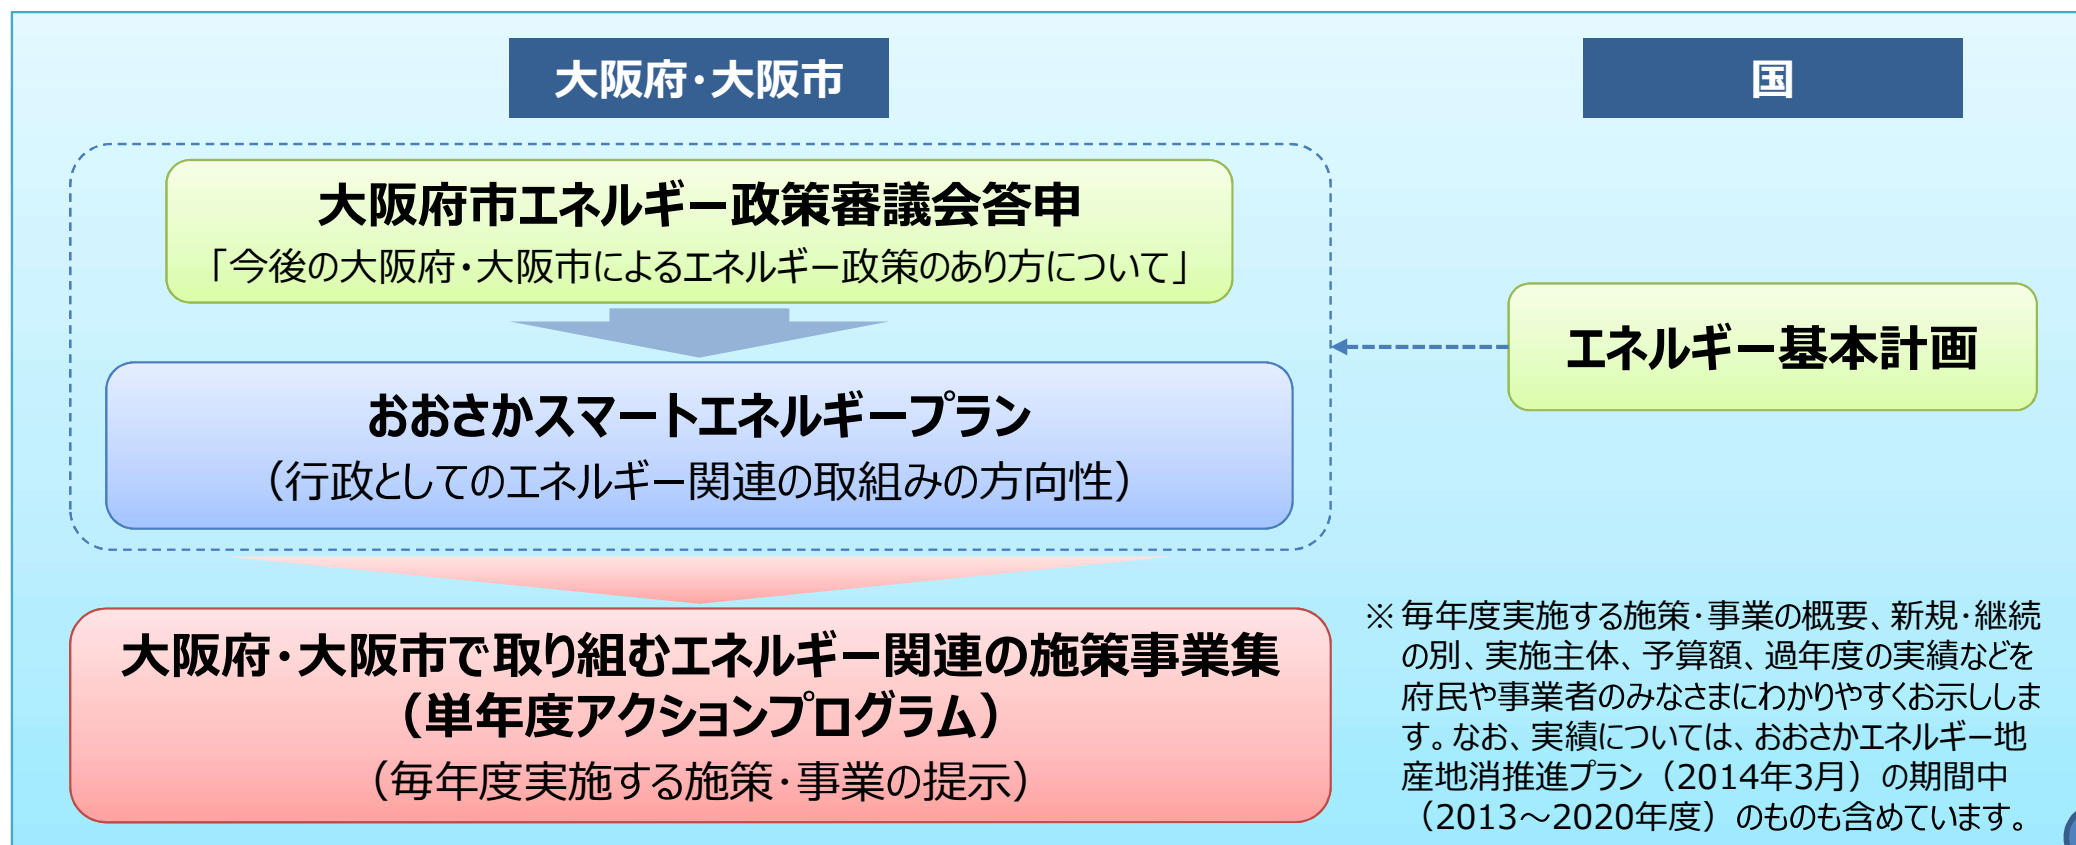 大阪府・大阪市
国
大阪府市エネルギー政策審議会答申
「今後の大阪府・大阪市によるエネルギー政策のあり方について」
エネルギー基本計画
おおさかスマートエネルギープラン
（行政としてのエネルギー関連の取組みの方向性）
大阪府・大阪市で取り組むエネルギー関連の施策事業集
（単年度アクションプログラム）
（毎年度実施する施策・事業の提示）
※毎年度実施する施策・事業の概要、新規・継続
の別、実施主体、予算額、過年度の実績などを
府民や事業者のみなさまにわかりやすくお示ししま
す。なお、実績については、おおさかエネルギー地
産地消推進プラン（2014年3月）の期間中
（2013～2020年度）のものも含めています。